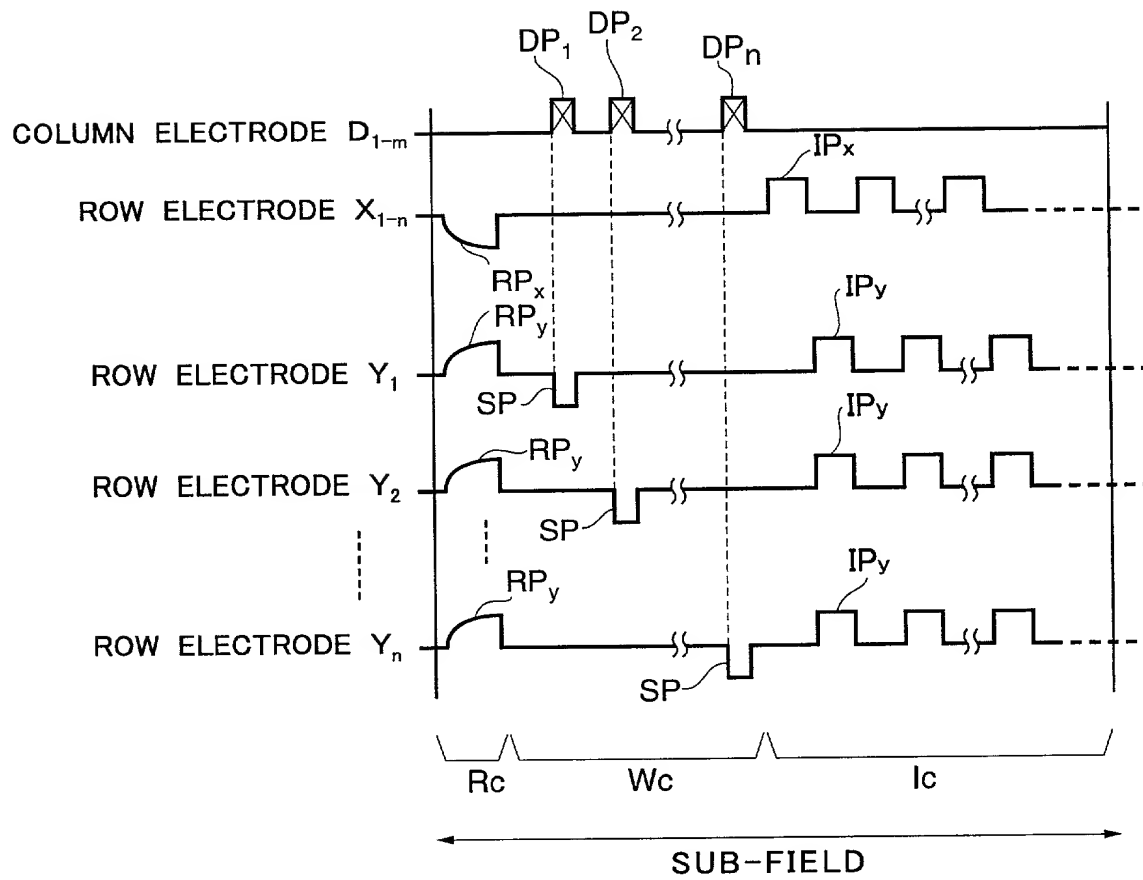 DP₁ DP₂ DPn
COLUMN ELECTRODE D₁₋ₘ
IPx
ROW ELECTRODE X₁₋ₙ
RPₓ
RPy IPy
ROW ELECTRODE Y₁
SP
IPy
RPy
ROW ELECTRODE Y₂
SP
RPy IPy
ROW ELECTRODE Yₙ
SP
Rc Wc Ic
SUB-FIELD